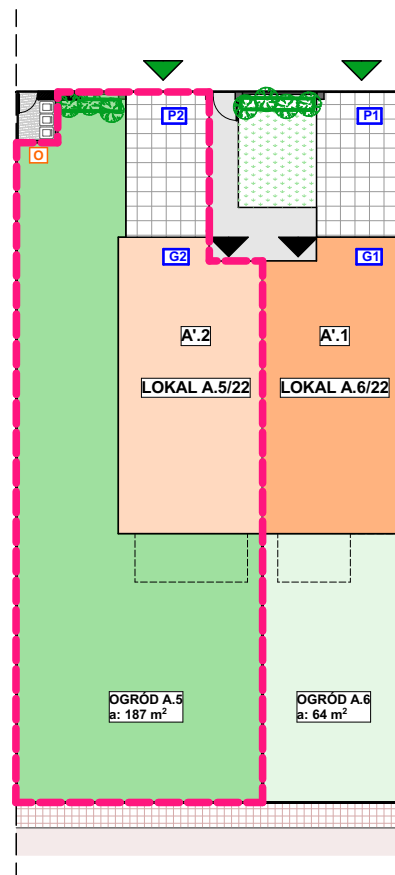 P2
P1
O
G2
G1
A'.2
A'.1
LOKAL A.5/22
LOKAL A.6/22
OGRÓD A.5
a: 187 m²
OGRÓD A.6
a: 64 m²